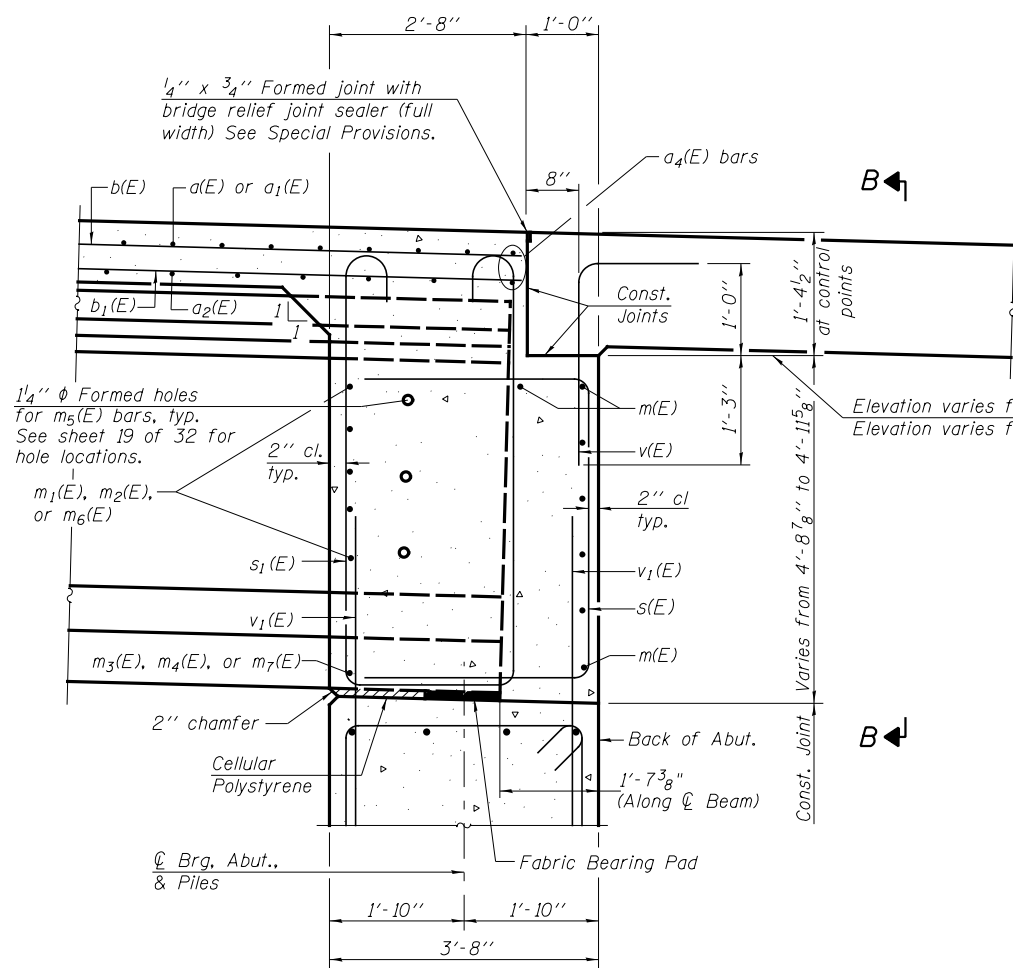 2'-8"
1'-0"
1/4" x 3/4" Formed joint with
bridge relief joint sealer (full
width) See Special Provisions.
a4(E) bars
8"
B
b(E)
a(E) or a1(E)
b1(E)
a2(E)
1
1
Const.
Joints
1'-0"
1'-4 1/2"
at control
points
1 1/4" ϕ Formed holes
for m5(E) bars, typ.
See sheet 19 of 32 for
hole locations.
2" cl.
typ.
m(E)
1'-3"
Elevation varies f
Elevation varies f
v(E)
m1(E), m2(E),
or m6(E)
2" cl
typ.
s1(E)
v1(E)
v1(E)
s(E)
m3(E), m4(E), or m7(E)
m(E)
Varies from 4'-8 7/8" to 4'-11 5/8"
2" chamfer
Const. Joint
Back of Abut.
B
Cellular
Polystyrene
1'-7 3/8"
(Along ℄ Beam)
℄ Brg, Abut.,
& Piles
Fabric Bearing Pad
1'-10"
1'-10"
3'-8"